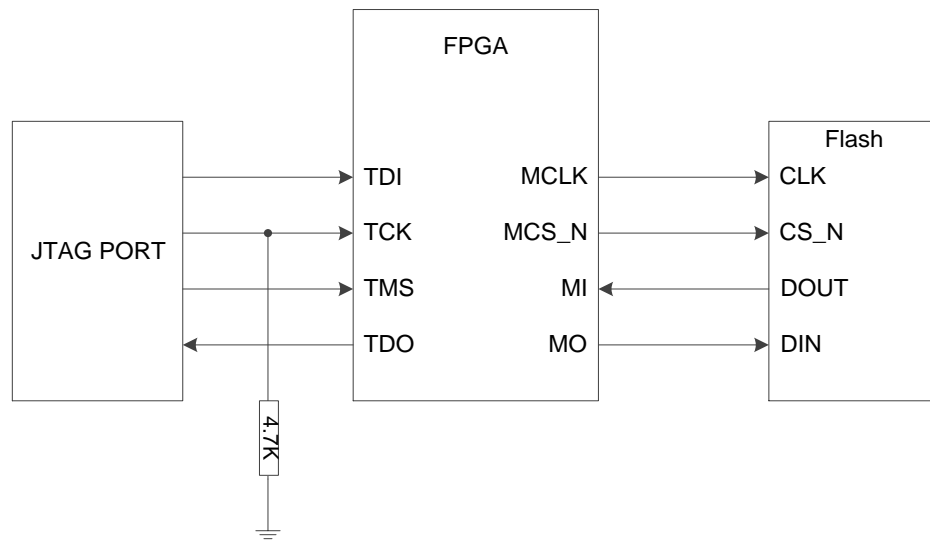 FPGA
Flash
TDI
MCLK
CLK
TCK
MCS_N
CS_N
JTAG PORT
TMS
MI
DOUT
TDO
MO
DIN
4.7K